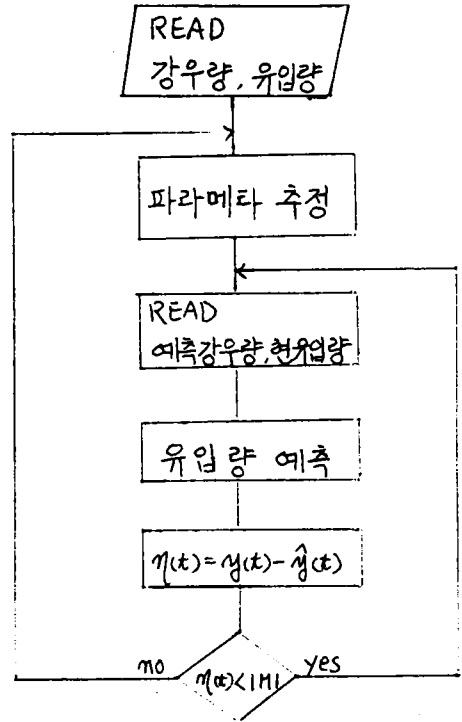 READ
강우량, 유입량
파라메타 추정
READ
예측강우량,현유입량
유입량 예측
η(t)=y(t)-ŷ(t)
no
η(t)<|M|
yes